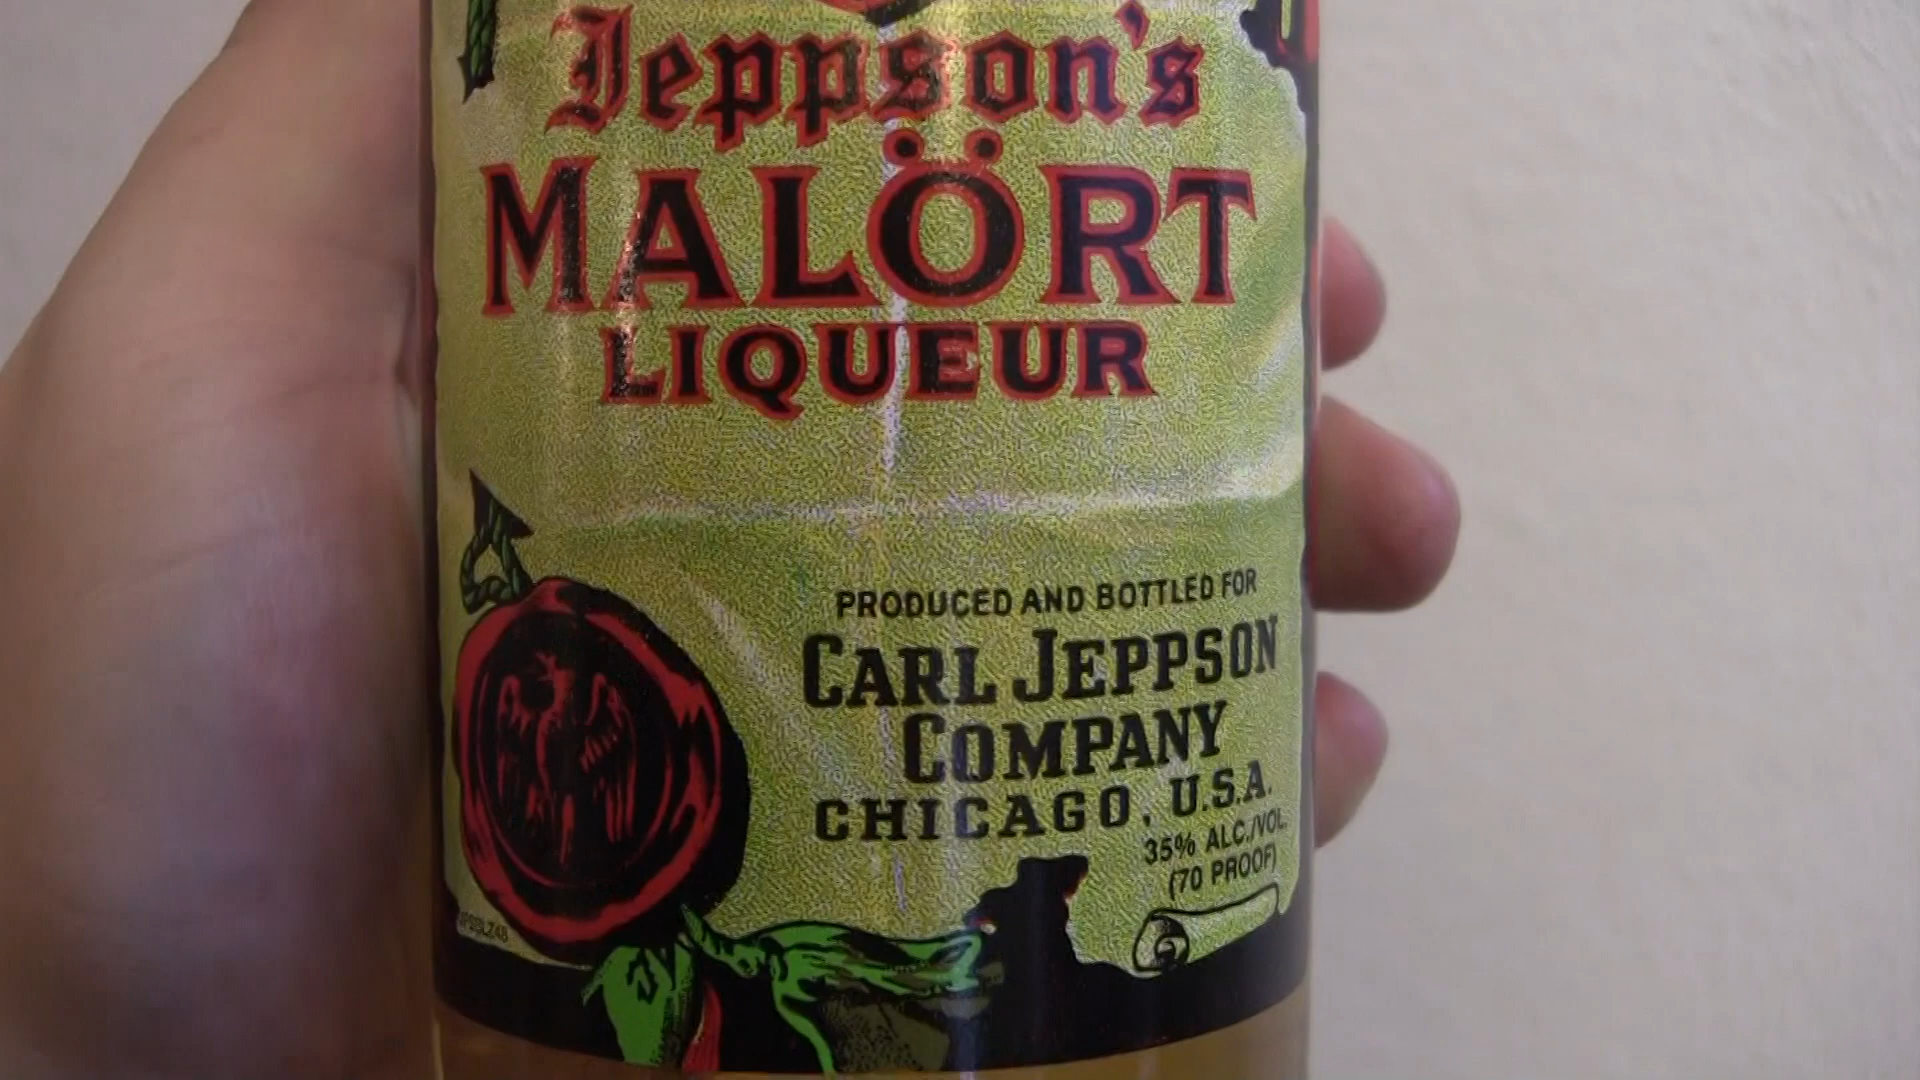 Jeppson's
MALÖRT
LIQUEUR
PRODUCED AND BOTTLED FOR
CARL JEPPSON
COMPANY
CHICAGO, U.S.A.
35% ALC./VOL.
(70 PROOF)